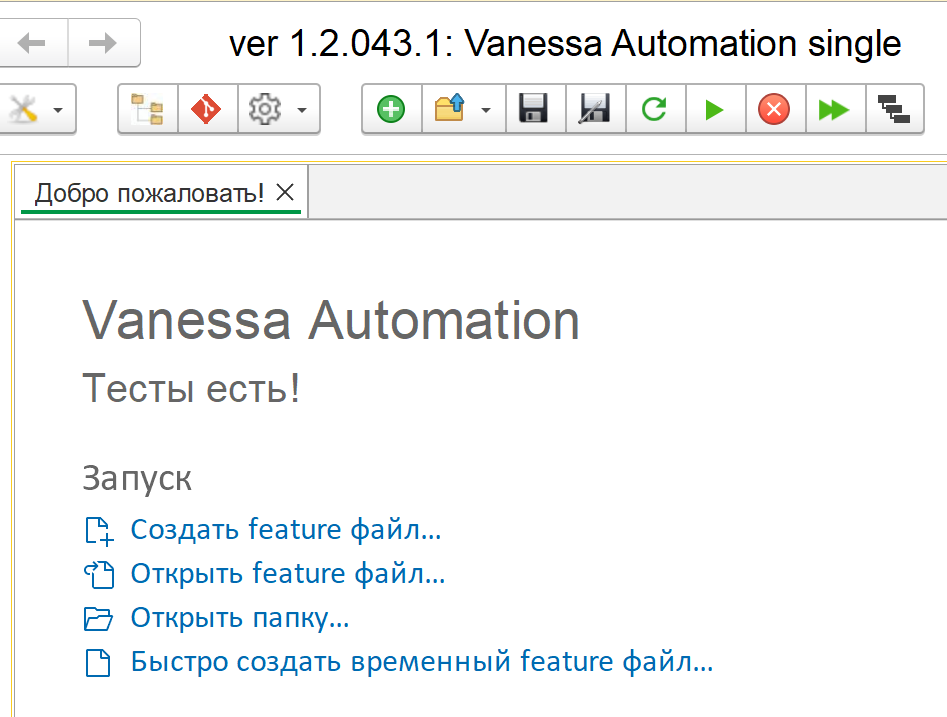 ver 1.2.043.1: Vanessa Automation single
Добро пожаловать!
Vanessa Automation
Тесты есть!
Запуск
Создать feature файл...
Открыть feature файл...
Открыть папку...
Быстро создать временный feature файл...